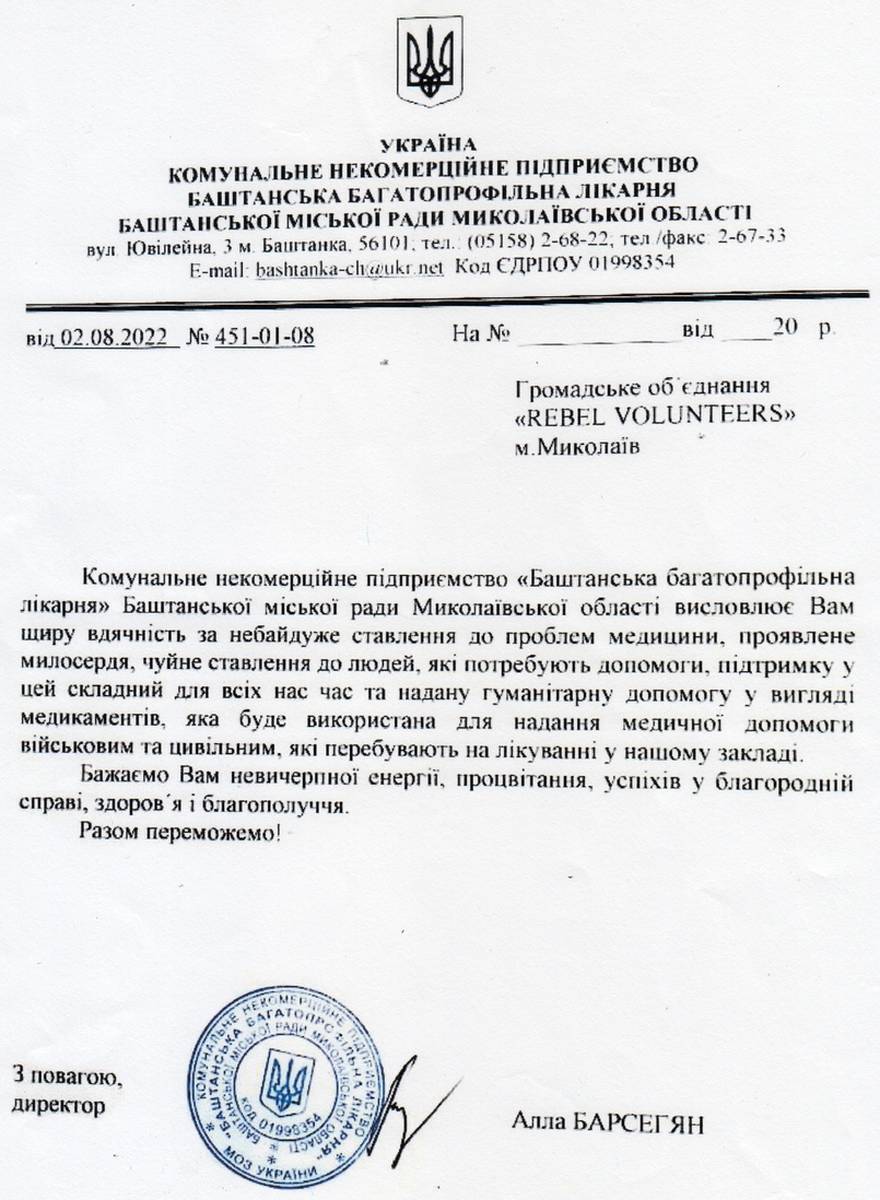 УКРАЇНА
КОМУНАЛЬНЕ НЕКОМЕРЦІЙНЕ ПІДПРИЄМСТВО
БАШТАНСЬКА БАГАТОПРОФІЛЬНА ЛІКАРНЯ
БАШТАНСЬКОЇ МІСЬКОЇ РАДИ МИКОЛАЇВСЬКОЇ ОБЛАСТІ
вул. Ювілейна, 3 м. Баштанка, 56101, тел.: (05158) 2-68-22; тел./факс: 2-67-33
E-mail: bashtanka-ch@ukr.net Код ЄДРПОУ 01998354
від 02.08.2022 № 451-01-08 На № ______________ від ____20 р.
Громадське об´єднання
«REBEL VOLUNTEERS»
м.Миколаїв
Комунальне некомерційне підприємство «Баштанська багатопрофільна
лікарня» Баштанської міської ради Миколаївської області висловлює Вам
щиру вдячність за небайдуже ставлення до проблем медицини, проявлене
милосердя, чуйне ставлення до людей, які потребують допомоги, підтримку у
цей складний для всіх нас час та надану гуманітарну допомогу у вигляді
медикаментів, яка буде використана для надання медичної допомоги
військовим та цивільним, які перебувають на лікуванні у нашому закладі.
Бажаємо Вам невичерпної енергії, процвітання, успіхів у благородній
справі, здоров´я і благополуччя.
Разом переможемо!
З повагою,
директор
Алла БАРСЕГЯН
КОМУНАЛЬНЕ НЕКОМЕРЦІЙНЕ ПІДПРИЄМСТВО
"БАШТАНСЬКА БАГАТОПРОФІЛЬНА ЛІКАРНЯ"
БАШТАНСЬКОЇ МІСЬКОЇ РАДИ МИКОЛАЇВСЬКОЇ ОБЛАСТІ
КОД 01998354
* МОЗ УКРАЇНИ *